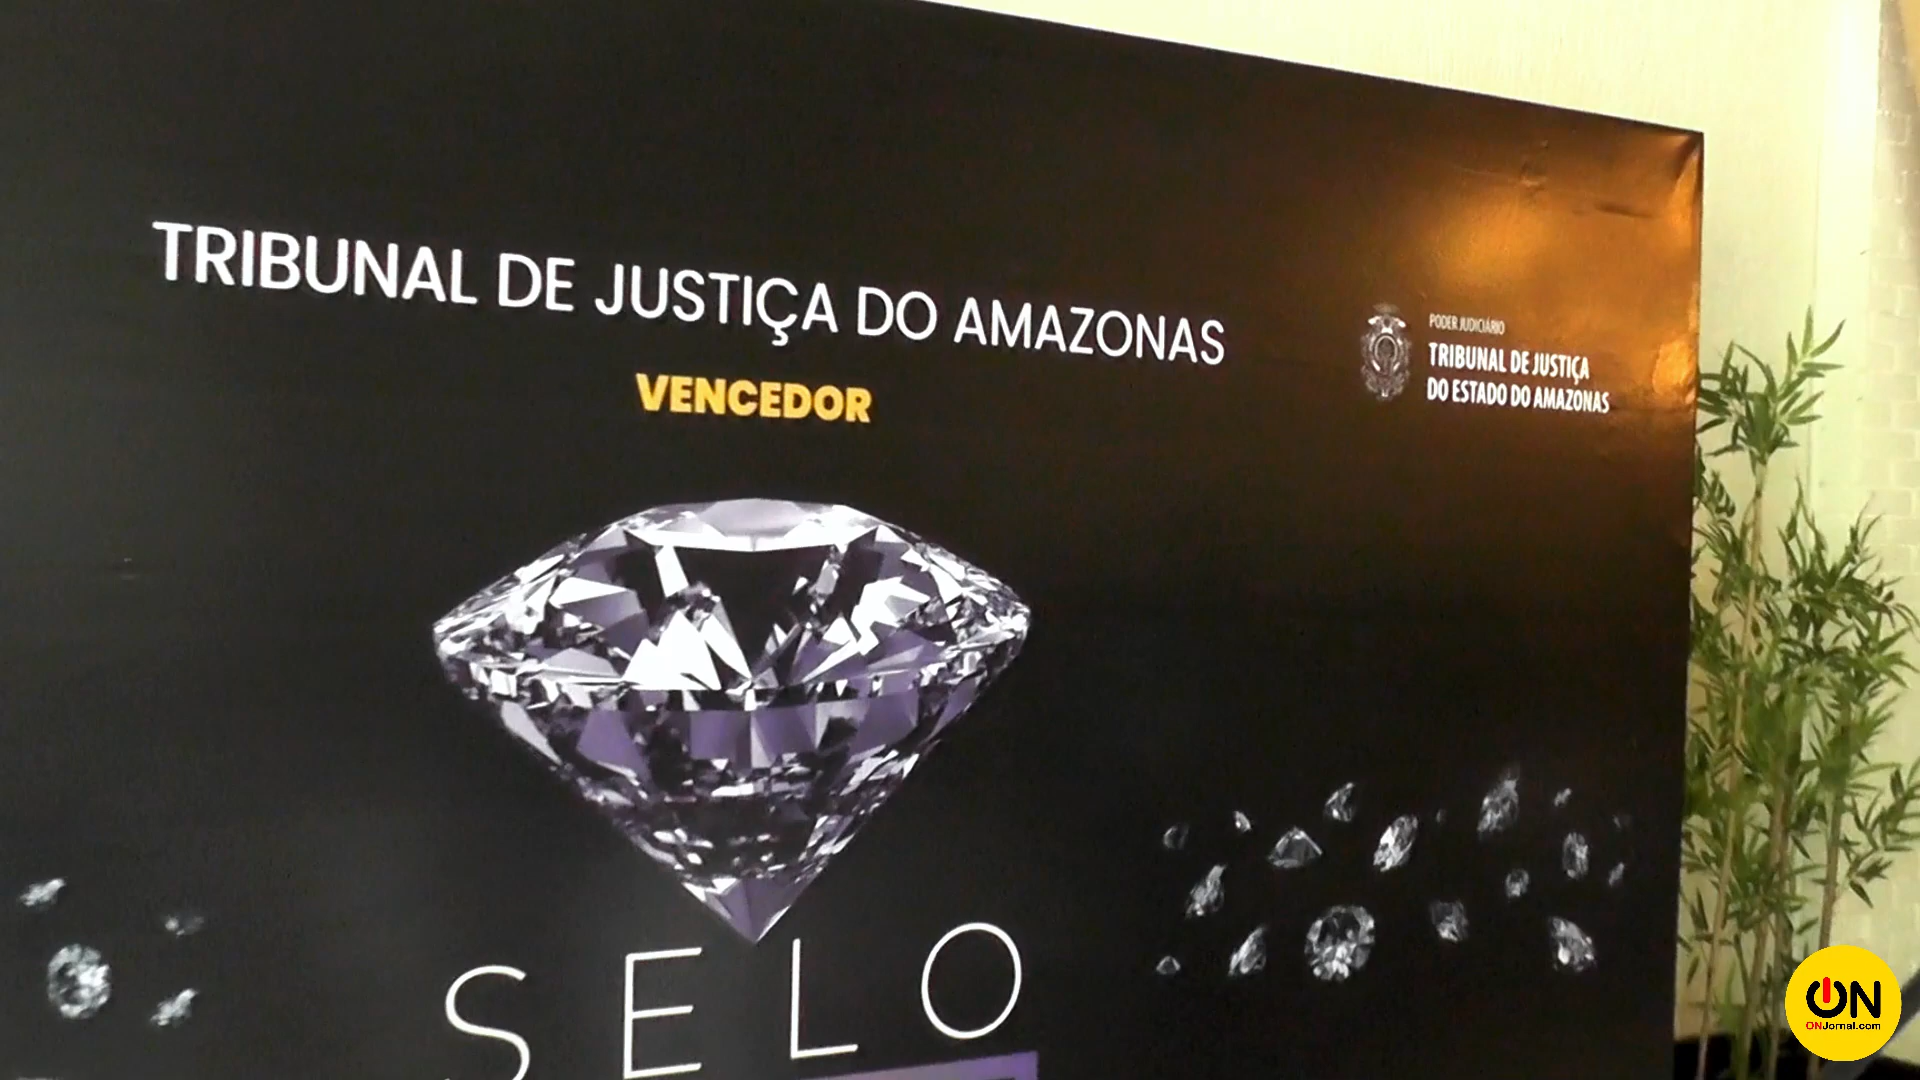 TRIBUNAL DE JUSTIÇA DO AMAZONAS
VENCEDOR
PODER JUDICIÁRIO
TRIBUNAL DE JUSTIÇA
DO ESTADO DO AMAZONAS
SELO
ON
ONJornal.com